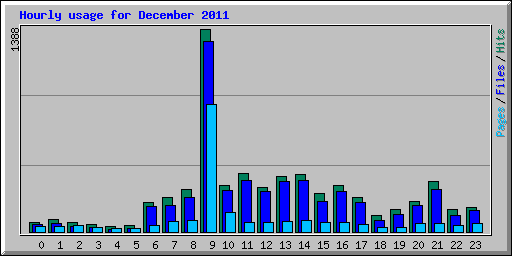 Hourly usage for December 2011
1388
Pages / Files / Hits
0 1 2 3 4 5 6 7 8 9 10 11 12 13 14 15 16 17 18 19 20 21 22 23